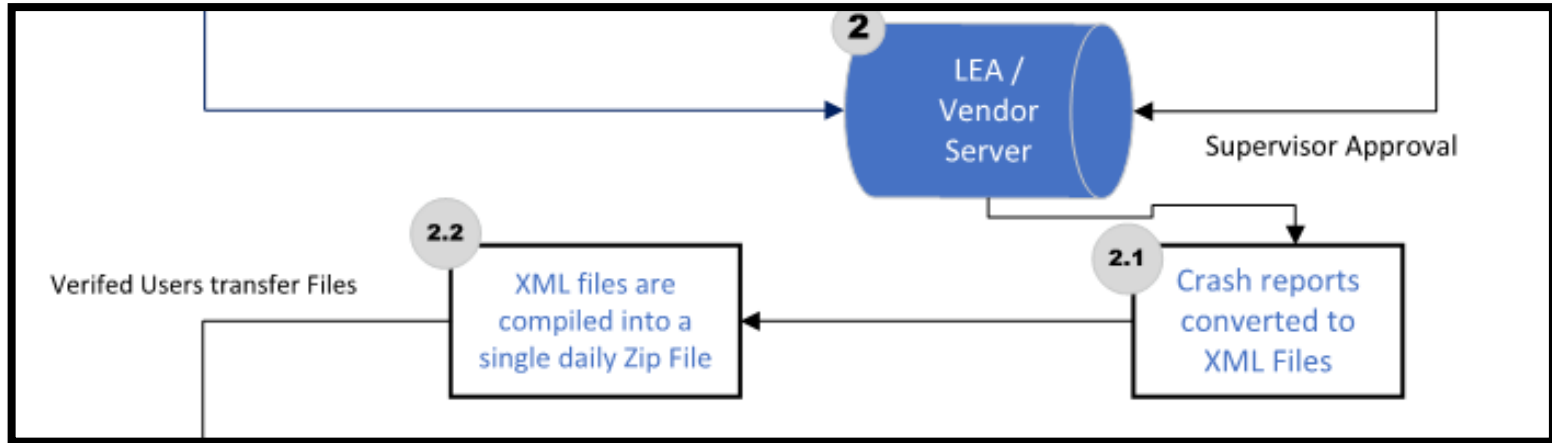 2
LEA /
Vendor
Server
Supervisor Approval
2.1
Crash reports
converted to
XML Files
2.2
XML files are
compiled into a
single daily Zip File
Verifed Users transfer Files